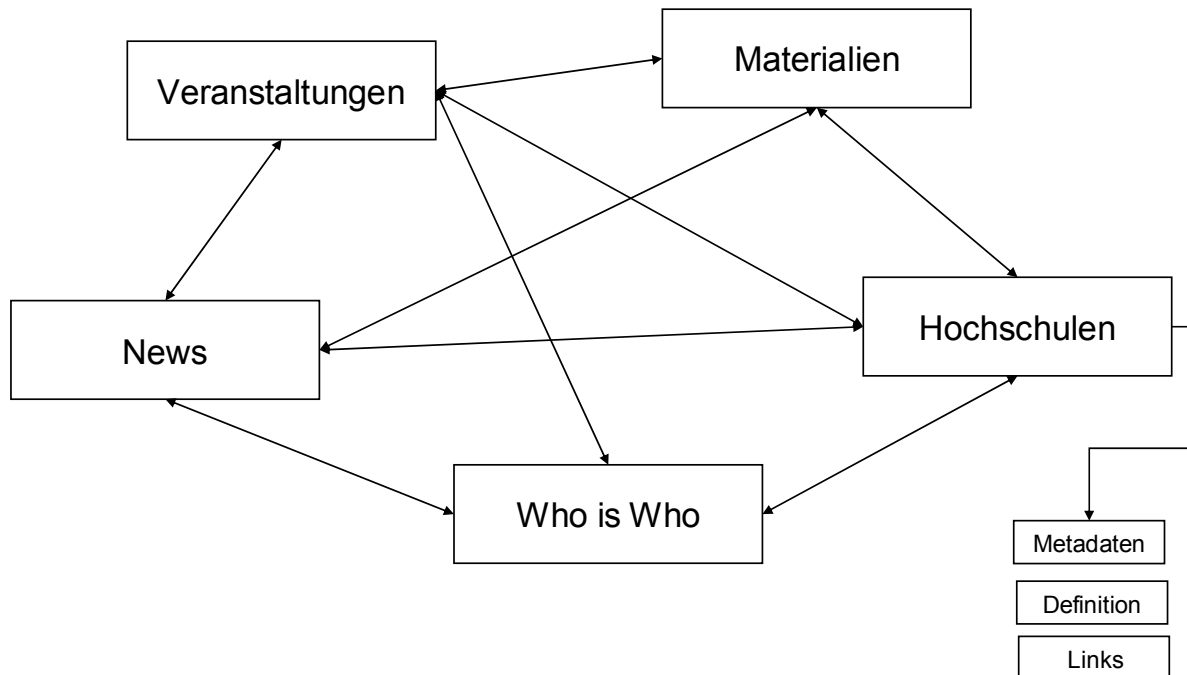 Materialien
Veranstaltungen
Hochschulen
News
Who is Who
Metadaten
Definition
Links